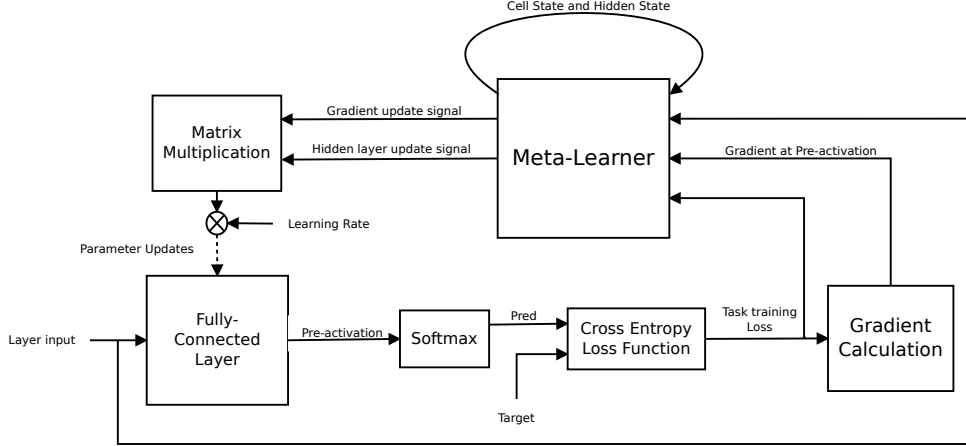 Cell State and Hidden State
Gradient update signal
Matrix
Multiplication
Hidden layer update signal
Meta-Learner
Gradient at Pre-activation
Learning Rate
Parameter Updates
Task training
Loss
Pred
Fully-
Connected
Layer
Layer input
Pre-activation
Softmax
Cross Entropy
Loss Function
Gradient
Calculation
Target